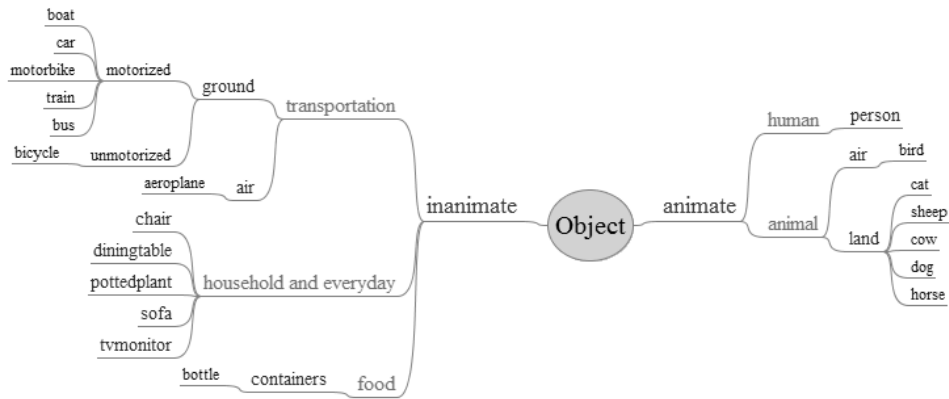 boat
car
motorbike
train
bus
motorized
bicycle
unmotorized
ground
aeroplane
air
transportation
chair
diningtable
pottedplant
sofa
tvmonitor
household and everyday
bottle
containers
food
inanimate
Object
animate
human
person
animal
air
bird
land
cat
sheep
cow
dog
horse